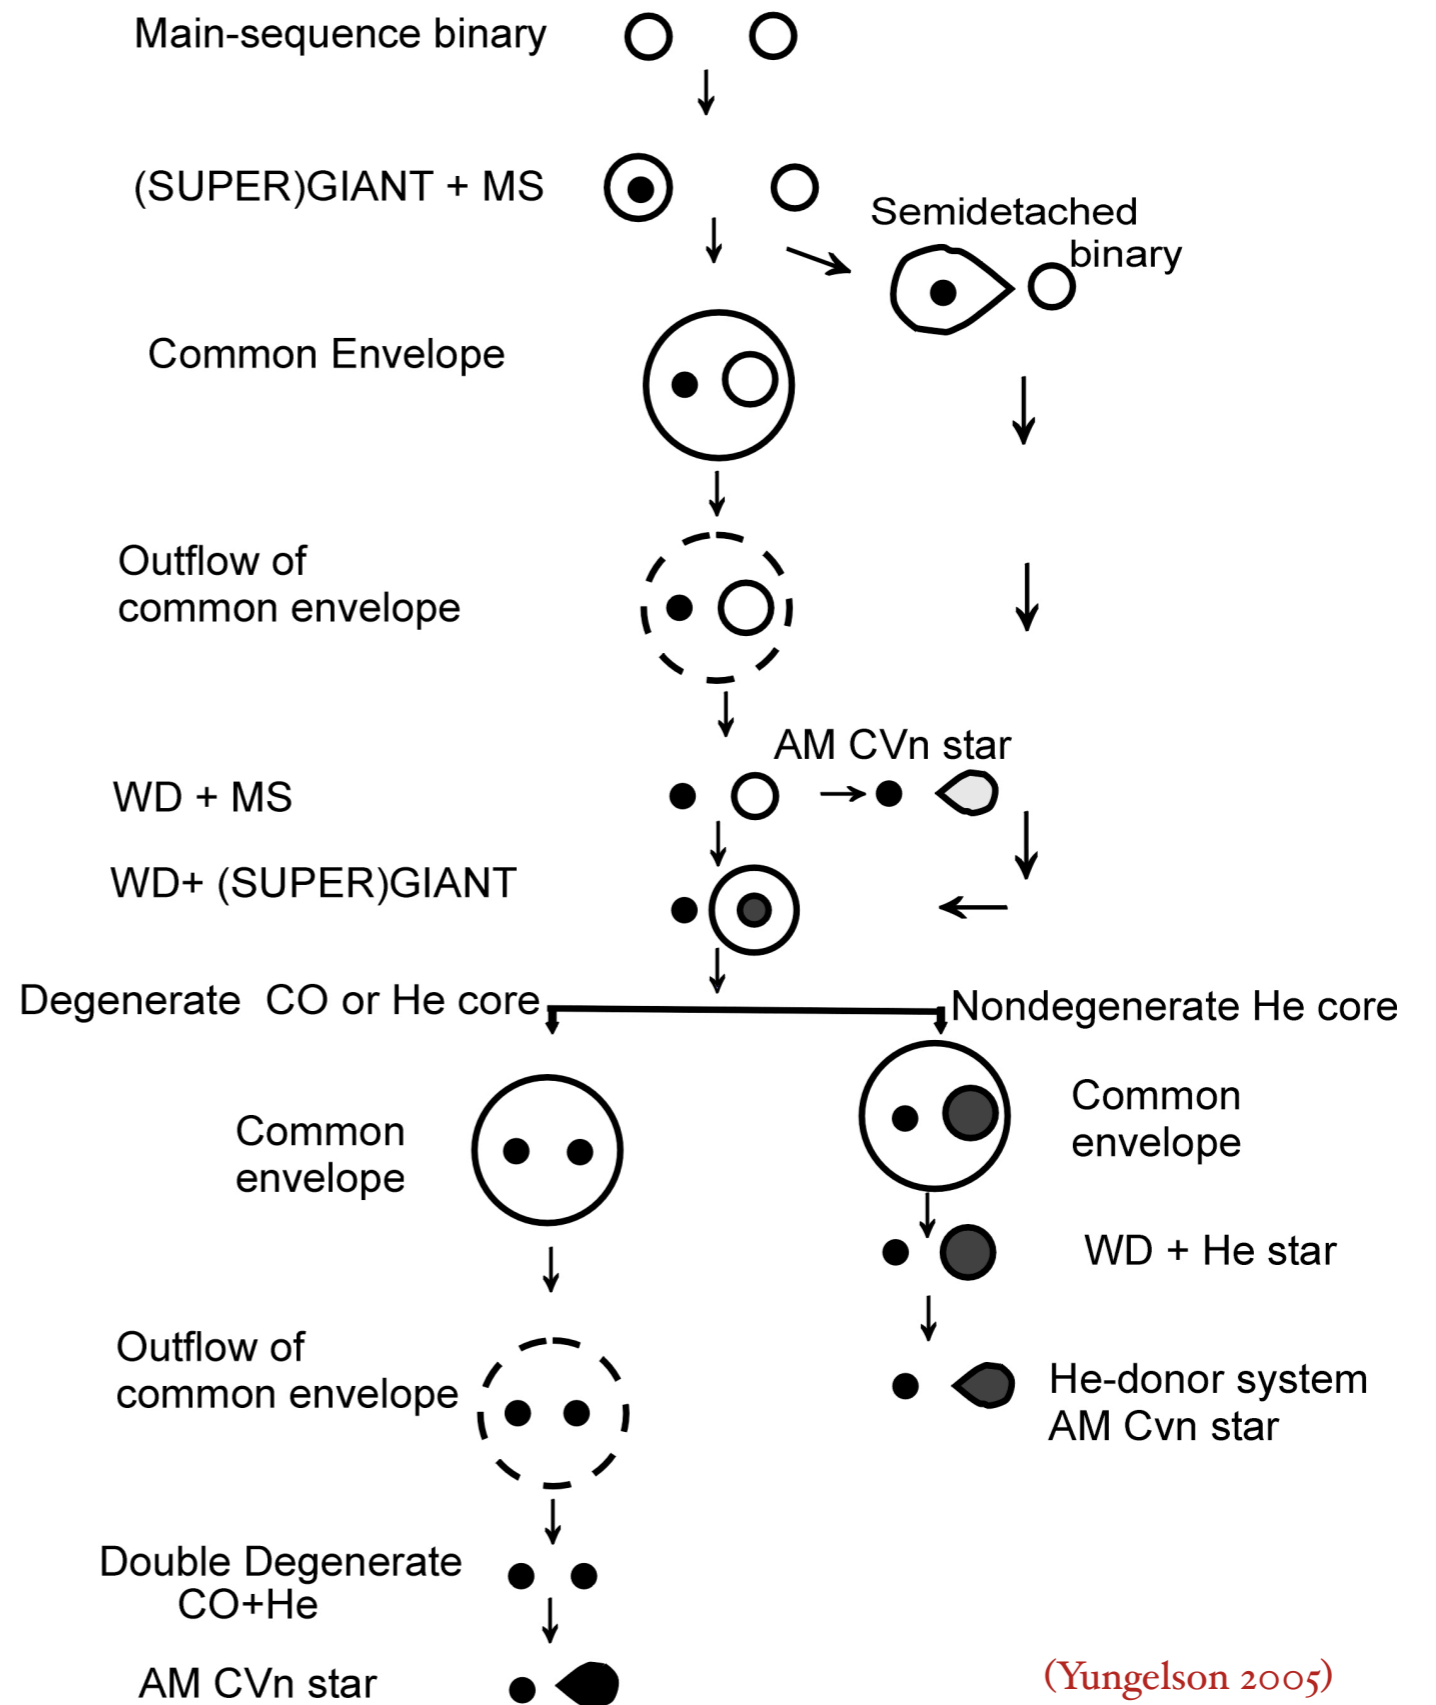 Main-sequence binary
(SUPER)GIANT + MS
Semidetached
binary
Common Envelope
Outflow of
common envelope
AM CVn star
WD + MS
WD+ (SUPER)GIANT
Degenerate CO or He core
Nondegenerate He core
Common
envelope
Common
envelope
WD + He star
Outflow of
common envelope
He-donor system
AM Cvn star
Double Degenerate
CO+He
AM CVn star
(Yungelson 2005)